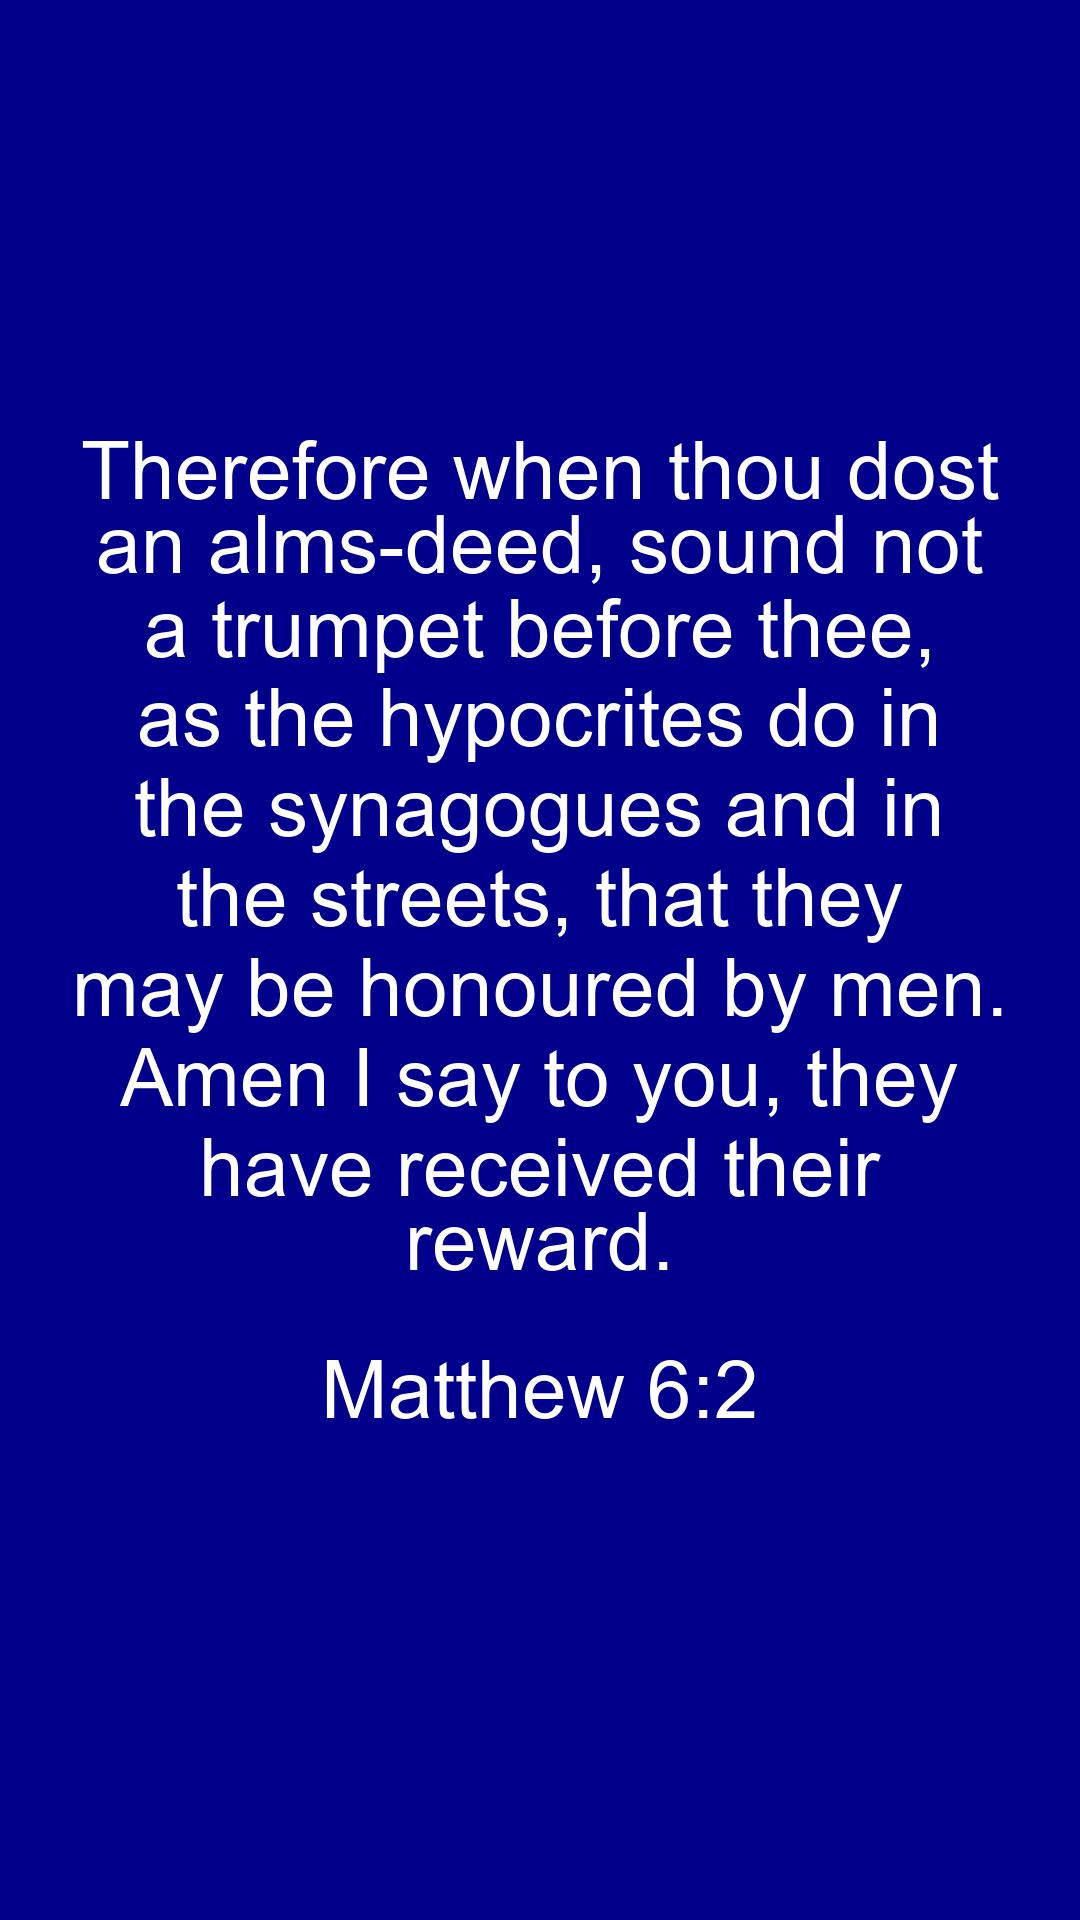 Therefore when thou dost
an alms-deed, sound not
a trumpet before thee,
as the hypocrites do in
the synagogues and in
the streets, that they
may be honoured by men.
Amen I say to you, they
have received their
reward.
Matthew 6:2